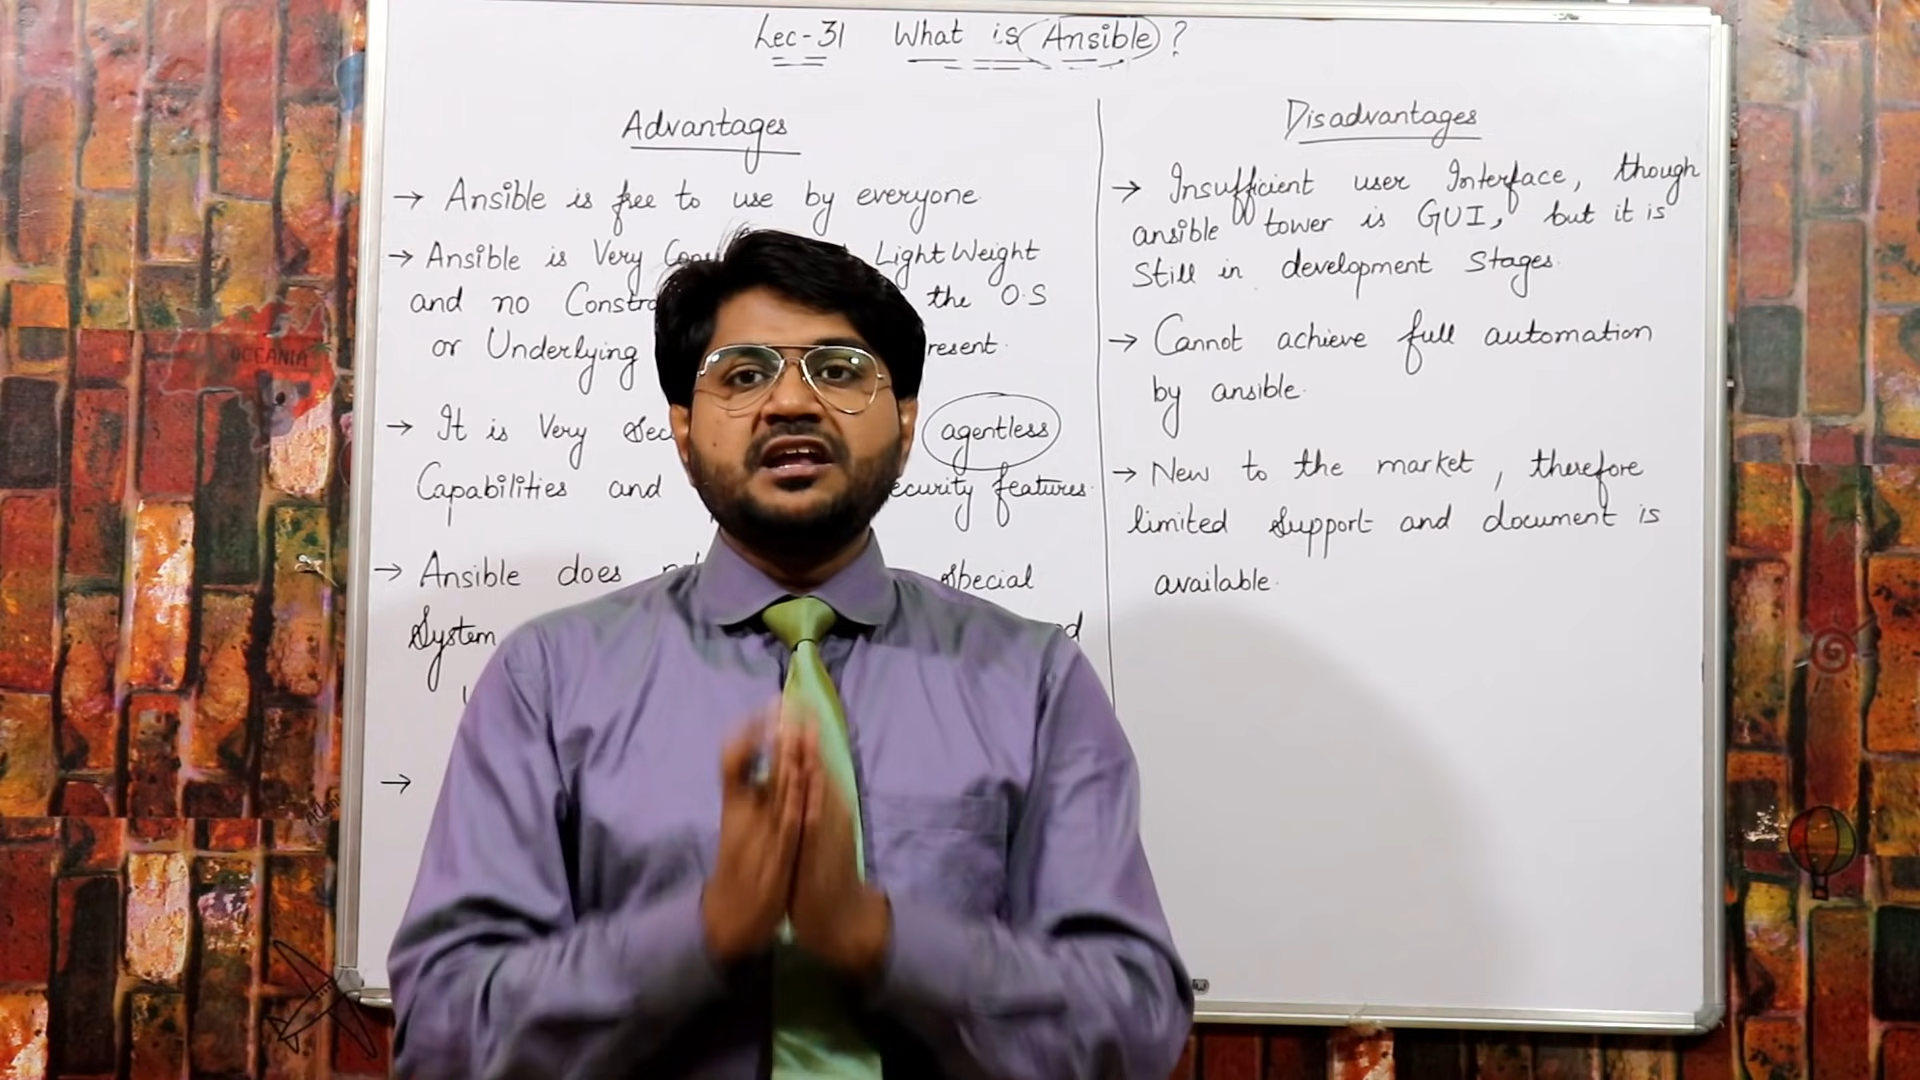 Lec-31 What is Ansible ?
Advantages
→ Ansible is free to use by everyone.
→ Ansible is Very Light Weight
and no the O.S
or Underlying
→ It is Very agentless
Capabilities and features.
→ Ansible does special
System
→
Disadvantages
→ Insufficient user Interface, though
ansible tower is GUI, but it is
still in development stages.
→ Cannot achieve full automation
by ansible.
→ New to the market, therefore
limited support and document is
available.
OCEANIA